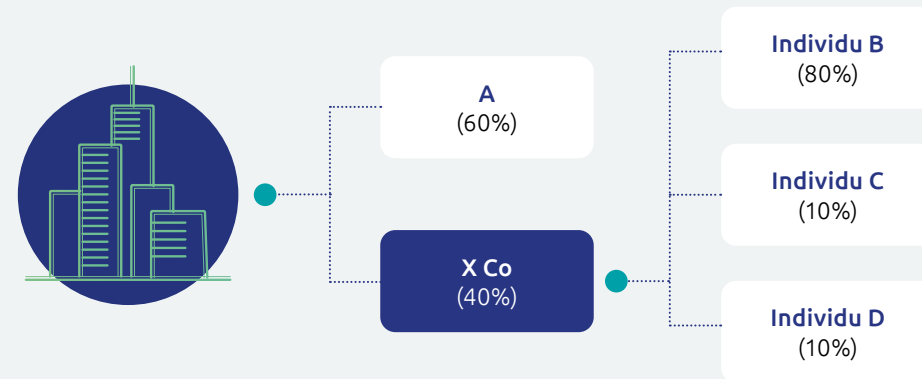 A
(60%)
X Co
(40%)
Individu B
(80%)
Individu C
(10%)
Individu D
(10%)